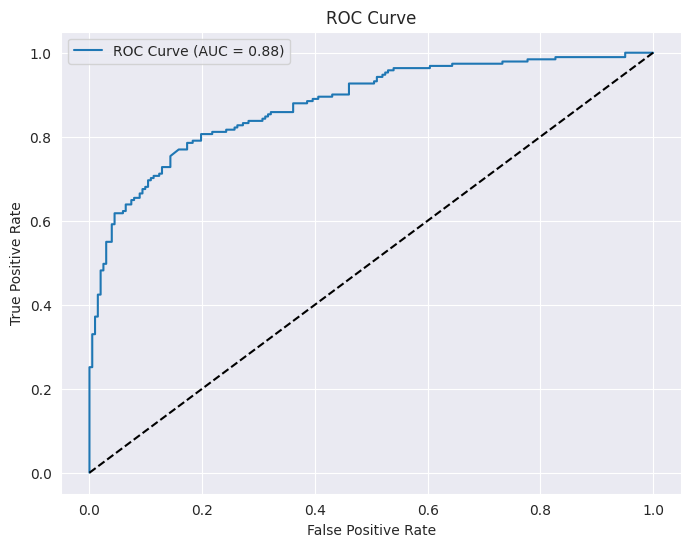 ROC Curve
ROC Curve (AUC = 0.88)
1.0
0.8
0.6
0.4
0.2
0.0
True Positive Rate
0.0 0.2 0.4 0.6 0.8 1.0
False Positive Rate